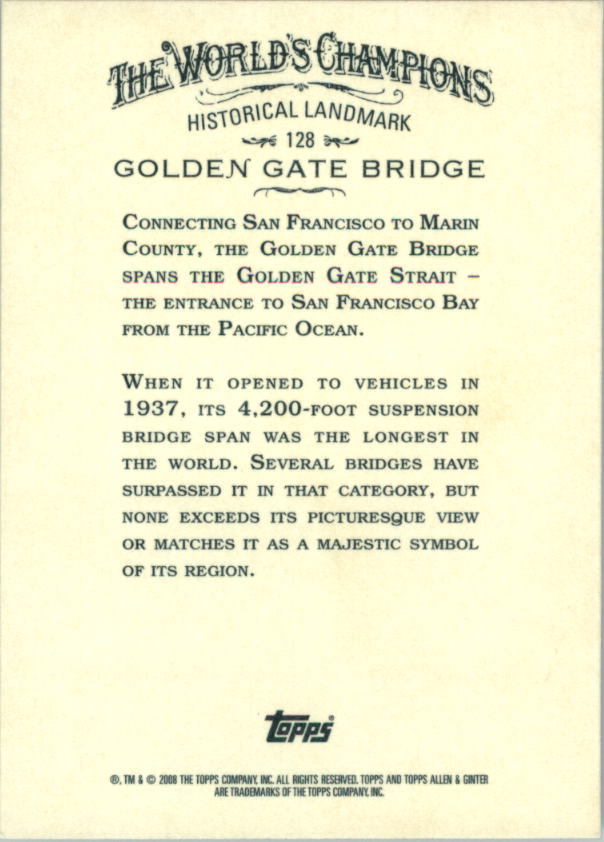 THE WORLD'S CHAMPIONS
HISTORICAL LANDMARK
128
GOLDEN GATE BRIDGE
CONNECTING SAN FRANCISCO TO MARIN
COUNTY, THE GOLDEN GATE BRIDGE
SPANS THE GOLDEN GATE STRAIT –
THE ENTRANCE TO SAN FRANCISCO BAY
FROM THE PACIFIC OCEAN.
WHEN IT OPENED TO VEHICLES IN
1937, ITS 4,200-FOOT SUSPENSION
BRIDGE SPAN WAS THE LONGEST IN
THE WORLD. SEVERAL BRIDGES HAVE
SURPASSED IT IN THAT CATEGORY, BUT
NONE EXCEEDS ITS PICTURESQUE VIEW
OR MATCHES IT AS A MAJESTIC SYMBOL
OF ITS REGION.
topps®
®, TM & © 2008 THE TOPPS COMPANY, INC. ALL RIGHTS RESERVED. TOPPS AND TOPPS ALLEN & GINTER
ARE TRADEMARKS OF THE TOPPS COMPANY, INC.